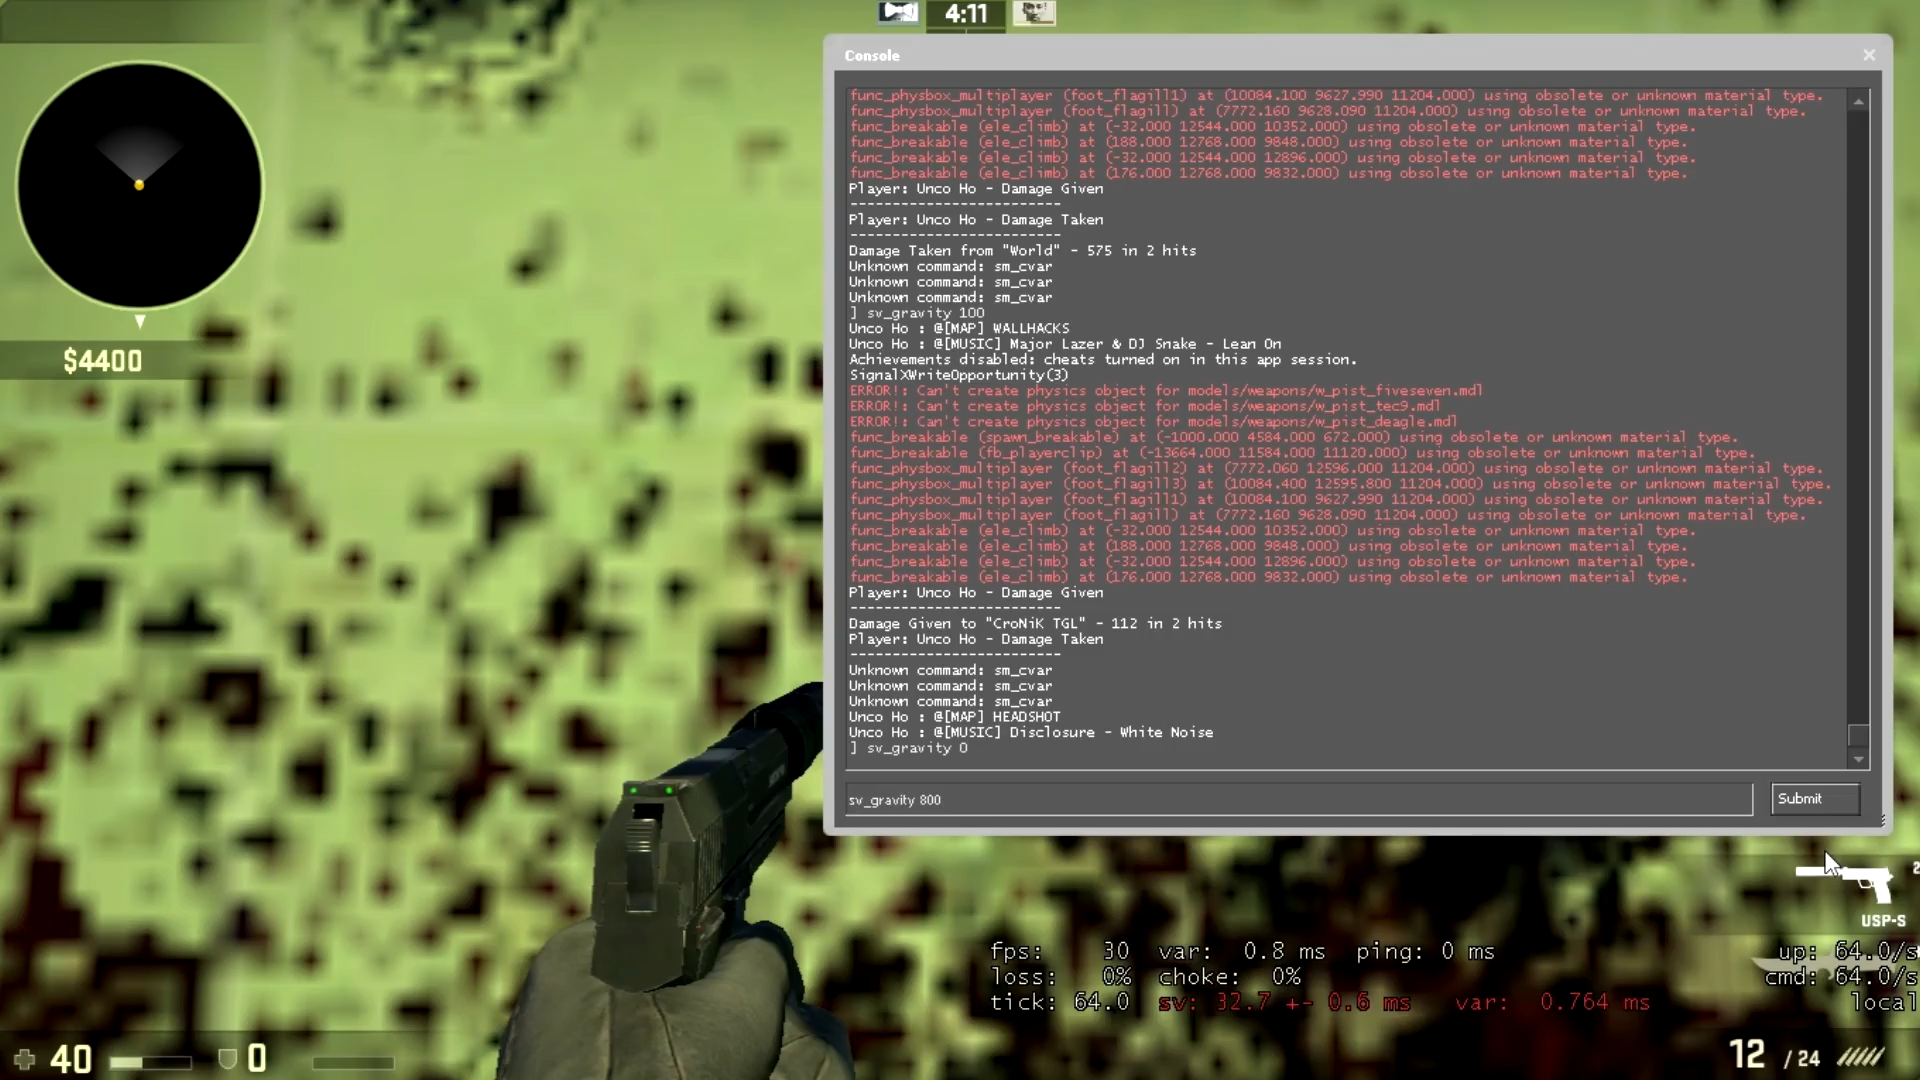 4:11
$4400
Console
func_physbox_multiplayer (foot_flagill1) at (10084.100 9627.990 11204.000) using obsolete or unknown material type.
func_physbox_multiplayer (foot_flagill) at (7772.160 9628.090 11204.000) using obsolete or unknown material type.
func_breakable (ele_climb) at (-32.000 12544.000 10352.000) using obsolete or unknown material type.
func_breakable (ele_climb) at (188.000 12768.000 9848.000) using obsolete or unknown material type.
func_breakable (ele_climb) at (-32.000 12544.000 12896.000) using obsolete or unknown material type.
func_breakable (ele_climb) at (176.000 12768.000 9832.000) using obsolete or unknown material type.
Player: Unco Ho - Damage Given
-------------------------
Player: Unco Ho - Damage Taken
-------------------------
Damage Taken from "World" - 575 in 2 hits
Unknown command: sm_cvar
Unknown command: sm_cvar
Unknown command: sm_cvar
] sv_gravity 100
Unco Ho : @[MAP] WALLHACKS
Unco Ho : @[MUSIC] Major Lazer & DJ Snake - Lean On
Achievements disabled: cheats turned on in this app session.
SignalXWriteOpportunity(3)
ERROR!: Can't create physics object for models/weapons/w_pist_fiveseven.mdl
ERROR!: Can't create physics object for models/weapons/w_pist_tec9.mdl
ERROR!: Can't create physics object for models/weapons/w_pist_deagle.mdl
func_breakable (spawn_breakable) at (-1000.000 4584.000 672.000) using obsolete or unknown material type.
func_breakable (fb_playerclip) at (-13664.000 11584.000 11120.000) using obsolete or unknown material type.
func_physbox_multiplayer (foot_flagill2) at (7772.060 12596.000 11204.000) using obsolete or unknown material type.
func_physbox_multiplayer (foot_flagill3) at (10084.400 12595.800 11204.000) using obsolete or unknown material type.
func_physbox_multiplayer (foot_flagill1) at (10084.100 9627.990 11204.000) using obsolete or unknown material type.
func_physbox_multiplayer (foot_flagill) at (7772.160 9628.090 11204.000) using obsolete or unknown material type.
func_breakable (ele_climb) at (-32.000 12544.000 10352.000) using obsolete or unknown material type.
func_breakable (ele_climb) at (188.000 12768.000 9848.000) using obsolete or unknown material type.
func_breakable (ele_climb) at (-32.000 12544.000 12896.000) using obsolete or unknown material type.
func_breakable (ele_climb) at (176.000 12768.000 9832.000) using obsolete or unknown material type.
Player: Unco Ho - Damage Given
-------------------------
Damage Given to "CroNiK TGL" - 112 in 2 hits
Player: Unco Ho - Damage Taken
-------------------------
Unknown command: sm_cvar
Unknown command: sm_cvar
Unknown command: sm_cvar
Unco Ho : @[MAP] HEADSHOT
Unco Ho : @[MUSIC] Disclosure - White Noise
] sv_gravity 0
sv_gravity 800
Submit
2
USP-S
fps: 30 var: 0.8 ms ping: 0 ms
loss: 0% choke: 0%
tick: 64.0 sv: 32.7 +- 0.6 ms var: 0.764 ms
up: 64.0/s
cmd: 64.0/s
local
40
0
12 / 24